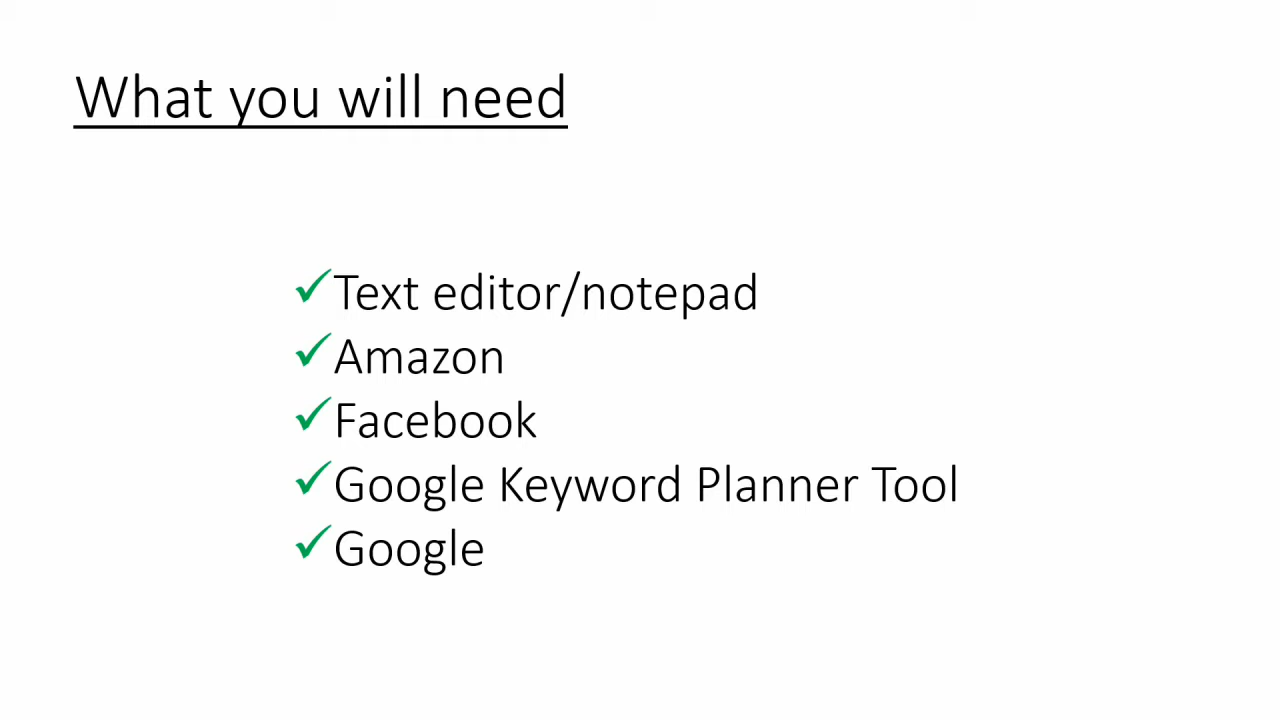 What you will need
✓Text editor/notepad
✓Amazon
✓Facebook
✓Google Keyword Planner Tool
✓Google